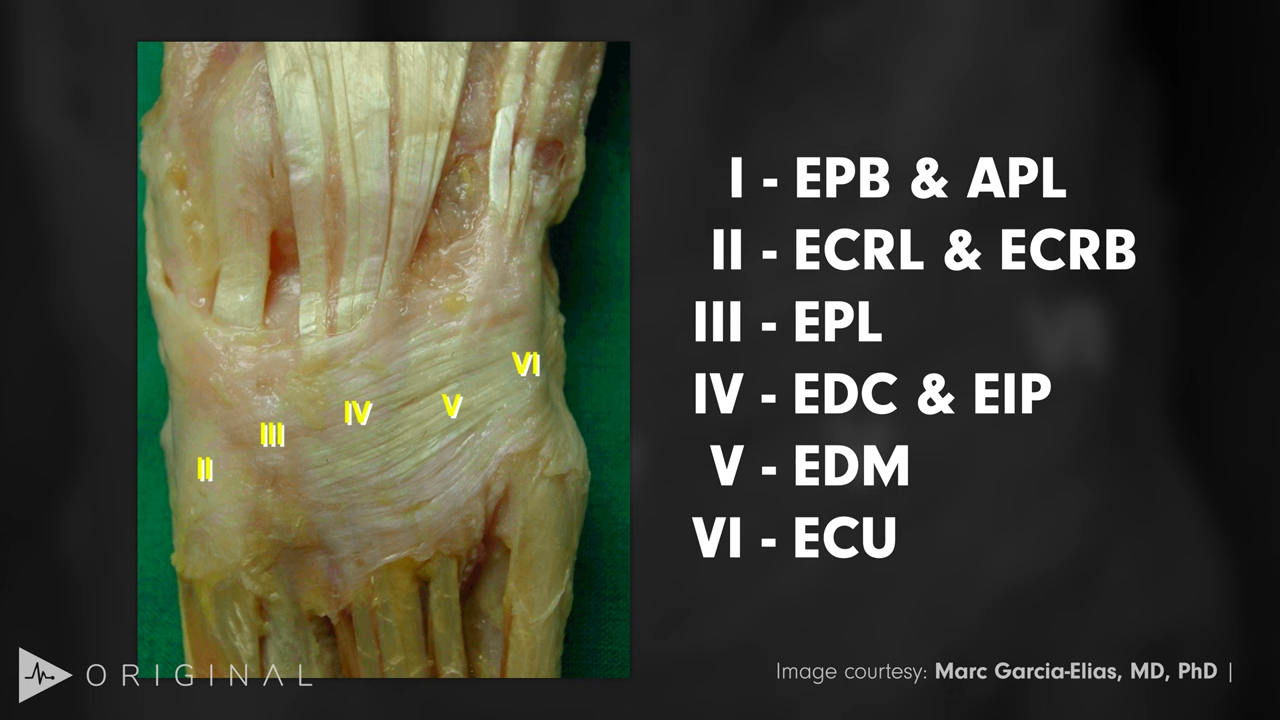 II
III
IV
V
VI
I - EPB & APL
II - ECRL & ECRB
III - EPL
IV - EDC & EIP
V - EDM
VI - ECU
VI
ORIGINAL
Image courtesy: Marc Garcia-Elias, MD, PhD |